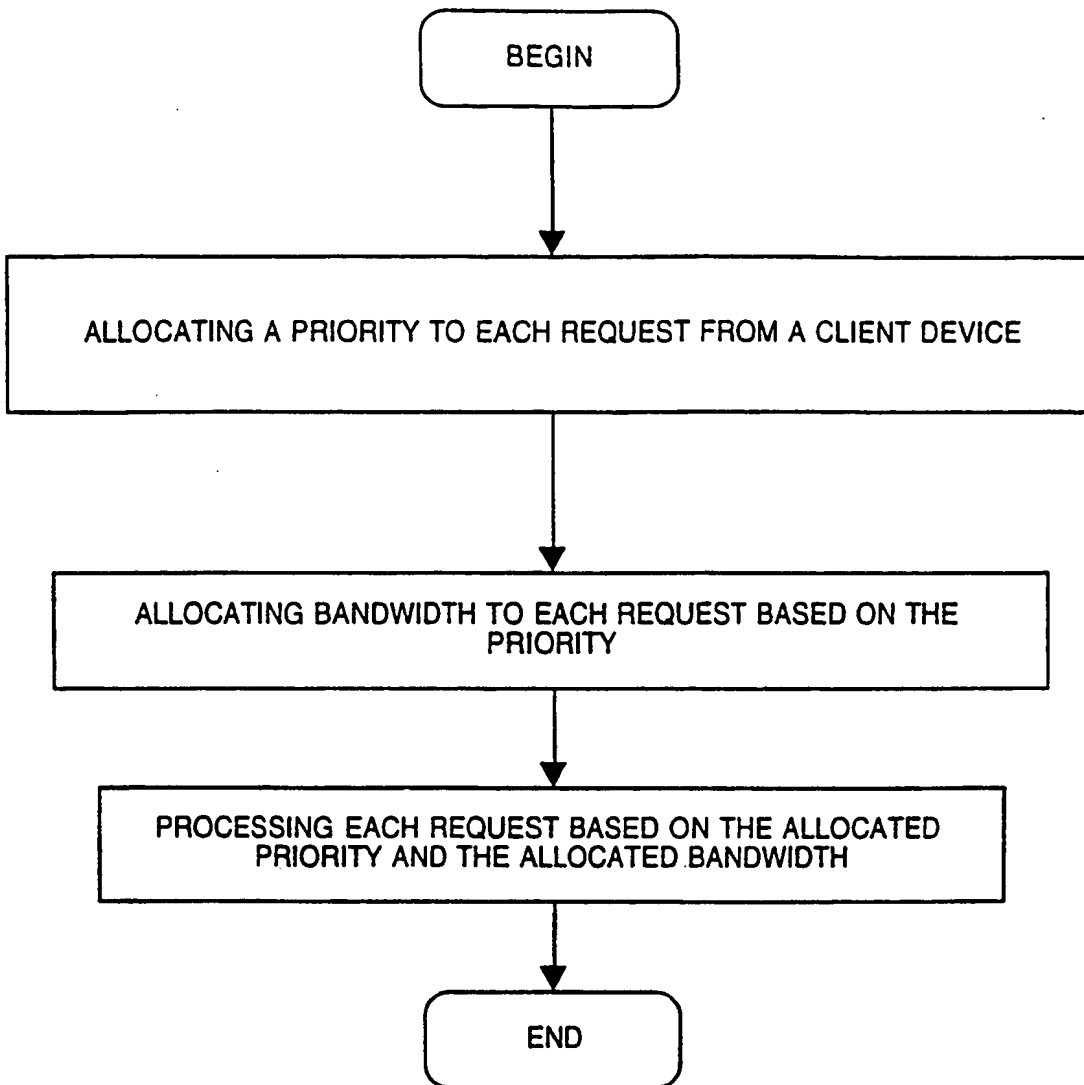 BEGIN
ALLOCATING A PRIORITY TO EACH REQUEST FROM A CLIENT DEVICE
ALLOCATING BANDWIDTH TO EACH REQUEST BASED ON THE
PRIORITY
PROCESSING EACH REQUEST BASED ON THE ALLOCATED
PRIORITY AND THE ALLOCATED BANDWIDTH
END